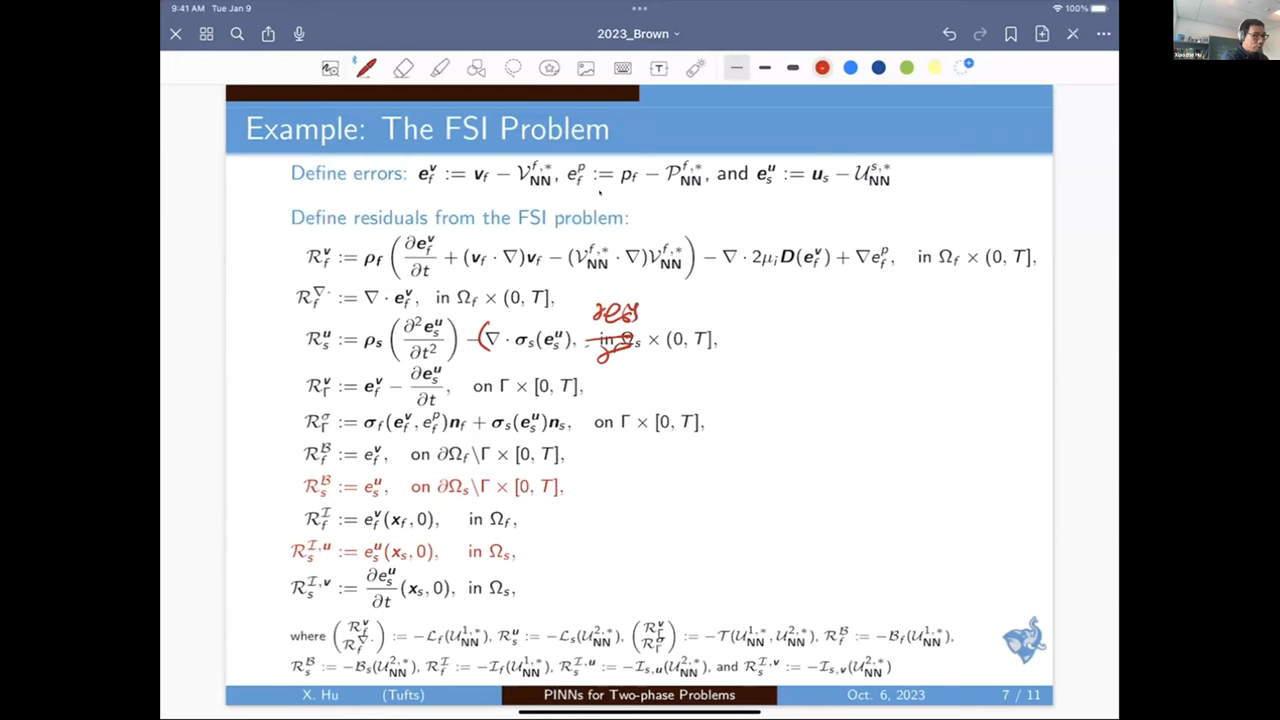 9:41 AM Tue Jan 9
100%
2023_Brown
Xiaozhe Hu
Example: The FSI Problem
Define errors: e_f^v := v_f − V_NN^{f,*}, e_f^p := p_f − P_NN^{f,*}, and e_s^u := u_s − U_NN^{s,*}
Define residuals from the FSI problem:
R_f^v := ρ_f (∂e_f^v/∂t + (v_f · ∇)v_f − (V_NN^{f,*} · ∇)V_NN^{f,*}) − ∇ · 2μ_i D(e_f^v) + ∇e_f^p, in Ω_f × (0, T],
R_f^{∇·} := ∇ · e_f^v, in Ω_f × (0, T],
R_s^u := ρ_s (∂²e_s^u/∂t²) − (∇ · σ_s(e_s^u), in Ω_s × (0, T],
R_Γ^v := e_f^v − ∂e_s^u/∂t, on Γ × [0, T],
R_Γ^σ := σ_f(e_f^v, e_f^p)n_f + σ_s(e_s^u)n_s, on Γ × [0, T],
R_f^B := e_f^v, on ∂Ω_f\Γ × [0, T],
R_s^B := e_s^u, on ∂Ω_s\Γ × [0, T],
R_f^I := e_f^v(x_f, 0), in Ω_f,
R_s^{I,u} := e_s^u(x_s, 0), in Ω_s,
R_s^{I,v} := ∂e_s^u/∂t (x_s, 0), in Ω_s,
where (R_f^v R_f^{∇·}) := −L_f(U_NN^{1,*}), R_s^u := −L_s(U_NN^{2,*}), (R_Γ^v R_Γ^σ) := −T(U_NN^{1,*}, U_NN^{2,*}), R_f^B := −B_f(U_NN^{1,*}),
R_s^B := −B_s(U_NN^{2,*}), R_f^I := −I_f(U_NN^{1,*}), R_s^{I,u} := −I_{s,u}(U_NN^{2,*}), and R_s^{I,v} := −I_{s,v}(U_NN^{2,*})
X. Hu (Tufts) PINNs for Two-phase Problems Oct. 6, 2023 7 / 11